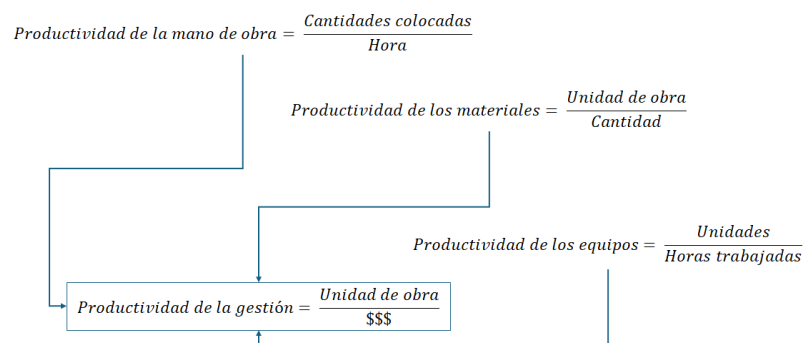 Productividad de la mano de obra = Cantidades colocadas / Hora
Productividad de los materiales = Unidad de obra / Cantidad
Productividad de los equipos = Unidades / Horas trabajadas
Productividad de la gestión = Unidad de obra / $$$